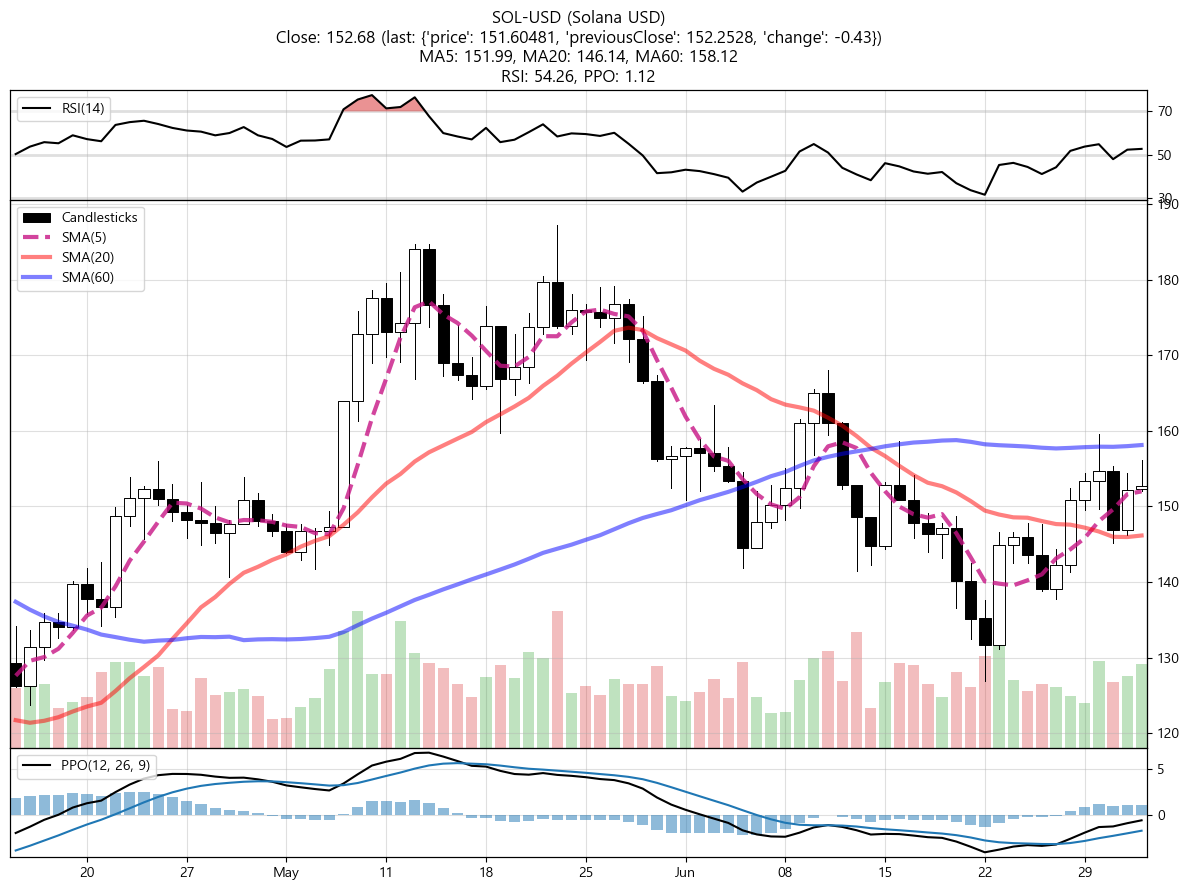 SOL-USD (Solana USD)
Close: 152.68 (last: {'price': 151.60481, 'previousClose': 152.2528, 'change': -0.43})
MA5: 151.99, MA20: 146.14, MA60: 158.12
RSI: 54.26, PPO: 1.12
RSI(14)
70
50
30
Candlesticks
SMA(5)
SMA(20)
SMA(60)
190
180
170
160
150
140
130
120
PPO(12, 26, 9)
5
0
20
27
May
11
18
25
Jun
08
15
22
29